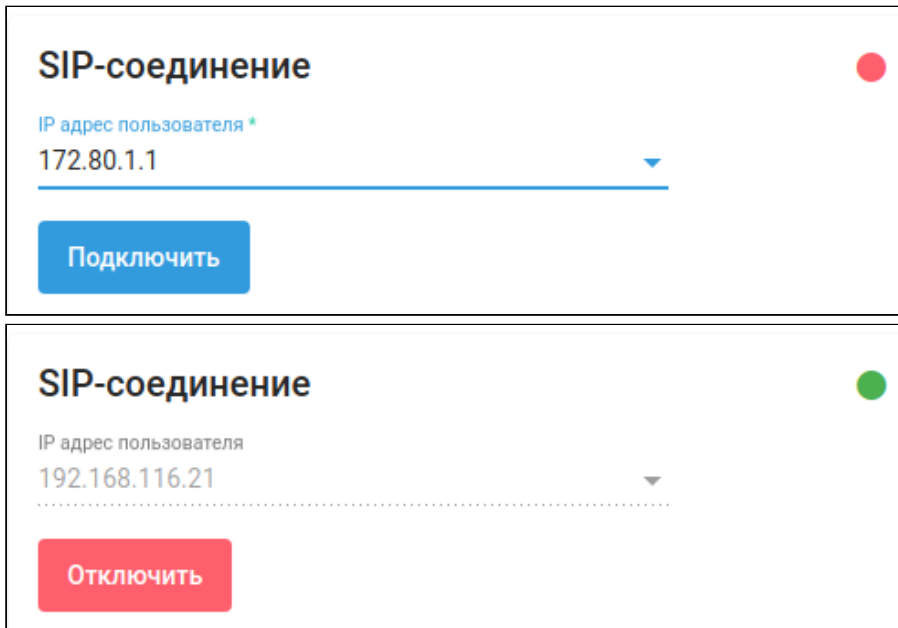 SIP-соединение
IP адрес пользователя *
172.80.1.1
Подключить
SIP-соединение
IP адрес пользователя
192.168.116.21
Отключить